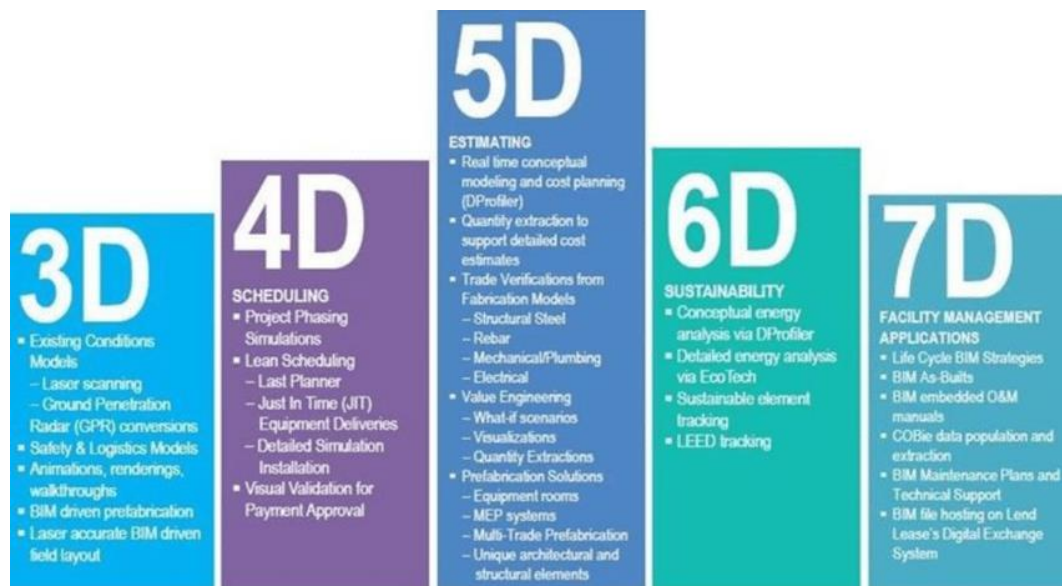 3D
▪ Existing Conditions
Models
– Laser scanning
– Ground Penetration
Radar (GPR) conversions
▪ Safety & Logistics Models
▪ Animations, renderings,
walkthroughs
▪ BIM driven prefabrication
▪ Laser accurate BIM driven
field layout
4D
SCHEDULING
▪ Project Phasing
Simulations
▪ Lean Scheduling
– Last Planner
– Just In Time (JIT)
Equipment Deliveries
– Detailed Simulation
Installation
▪ Visual Validation for
Payment Approval
5D
ESTIMATING
▪ Real time conceptual
modeling and cost planning
(DProfiler)
▪ Quantity extraction to
support detailed cost
estimates
▪ Trade Verifications from
Fabrication Models
– Structural Steel
– Rebar
– Mechanical/Plumbing
– Electrical
▪ Value Engineering
– What-if scenarios
– Visualizations
– Quantity Extractions
▪ Prefabrication Solutions
– Equipment rooms
– MEP systems
– Multi-Trade Prefabrication
– Unique architectural and
structural elements
6D
SUSTAINABILITY
▪ Conceptual energy
analysis via DProfiler
▪ Detailed energy analysis
via EcoTech
▪ Sustainable element
tracking
▪ LEED tracking
7D
FACILITY MANAGEMENT
APPLICATIONS
▪ Life Cycle BIM Strategies
▪ BIM As-Builts
▪ BIM embedded O&M
manuals
▪ COBie data population and
extraction
▪ BIM Maintenance Plans and
Technical Support
▪ BIM file hosting on Lend
Lease's Digital Exchange
System